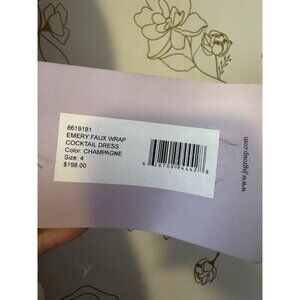 8619181
EMERY FAUX WRAP
COCKTAIL DRESS
Color: CHAMPAGNE
Size: 4
$198.00